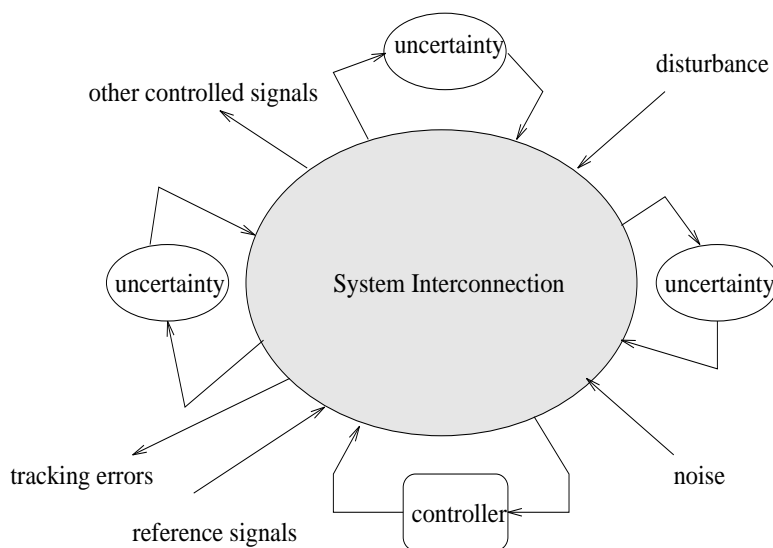 uncertainty
disturbance
other controlled signals
uncertainty
System Interconnection
uncertainty
tracking errors
noise
controller
reference signals